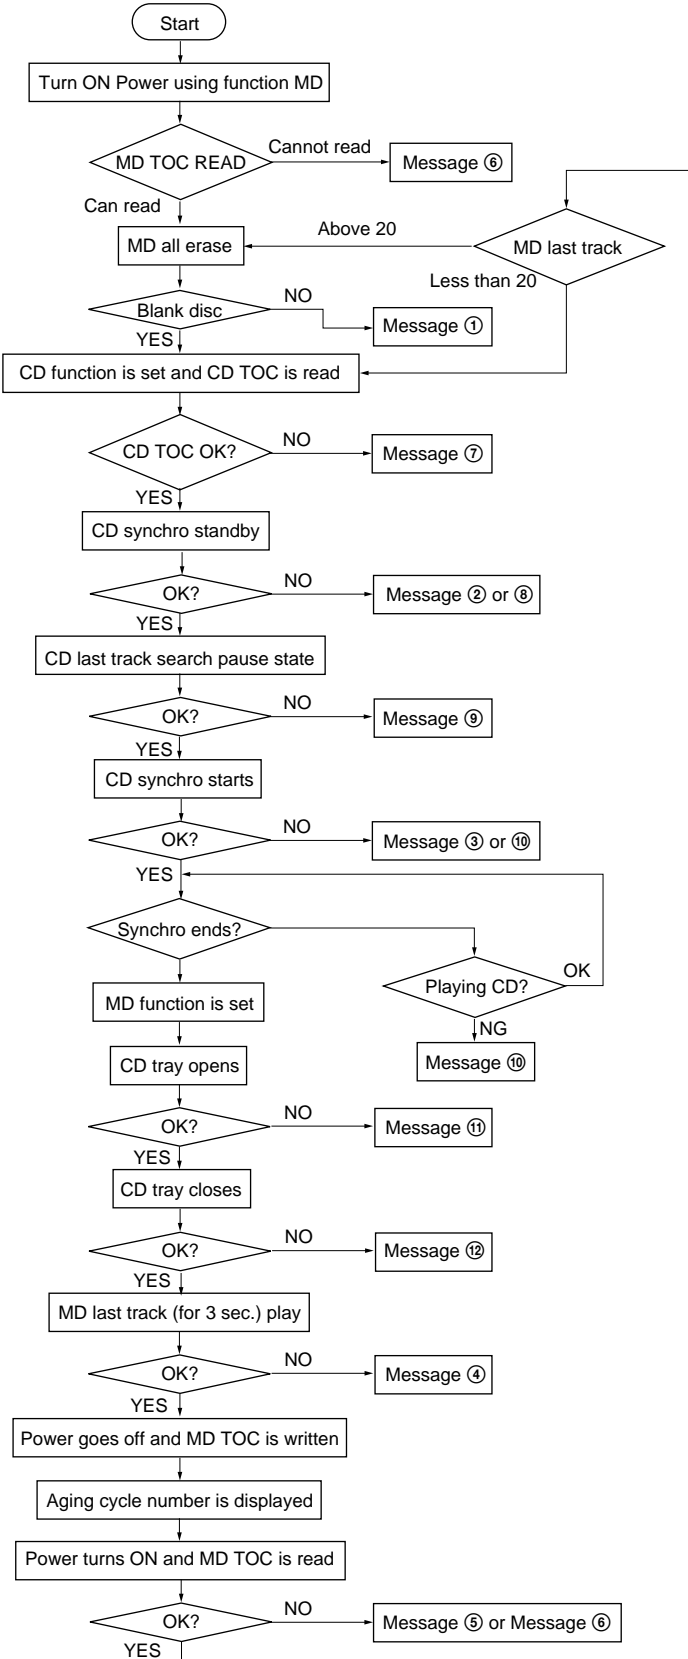 Start
Turn ON Power using function MD
MD TOC READ
Cannot read
Message ⑥
Can read
MD all erase
Above 20
MD last track
Less than 20
Blank disc
NO
Message ①
YES
CD function is set and CD TOC is read
CD TOC OK?
NO
Message ⑦
YES
CD synchro standby
OK?
NO
Message ② or ⑧
YES
CD last track search pause state
OK?
NO
Message ⑨
YES
CD synchro starts
OK?
NO
Message ③ or ⑩
YES
Synchro ends?
Playing CD?
OK
NG
Message ⑩
MD function is set
CD tray opens
OK?
NO
Message ⑪
YES
CD tray closes
OK?
NO
Message ⑫
YES
MD last track (for 3 sec.) play
OK?
NO
Message ④
YES
Power goes off and MD TOC is written
Aging cycle number is displayed
Power turns ON and MD TOC is read
OK?
NO
Message ⑤ or Message ⑥
YES